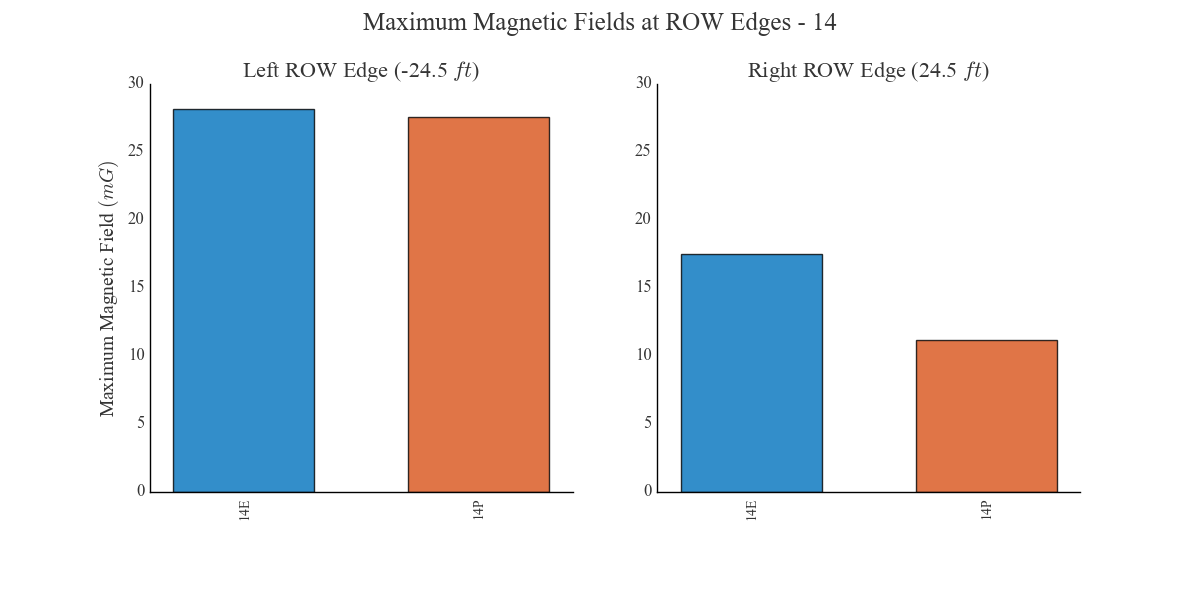 Maximum Magnetic Fields at ROW Edges - 14
Left ROW Edge (-24.5 ft)
Maximum Magnetic Field (mG)
30
25
20
15
10
5
0
14E
14P
Right ROW Edge (24.5 ft)
30
25
20
15
10
5
0
14E
14P